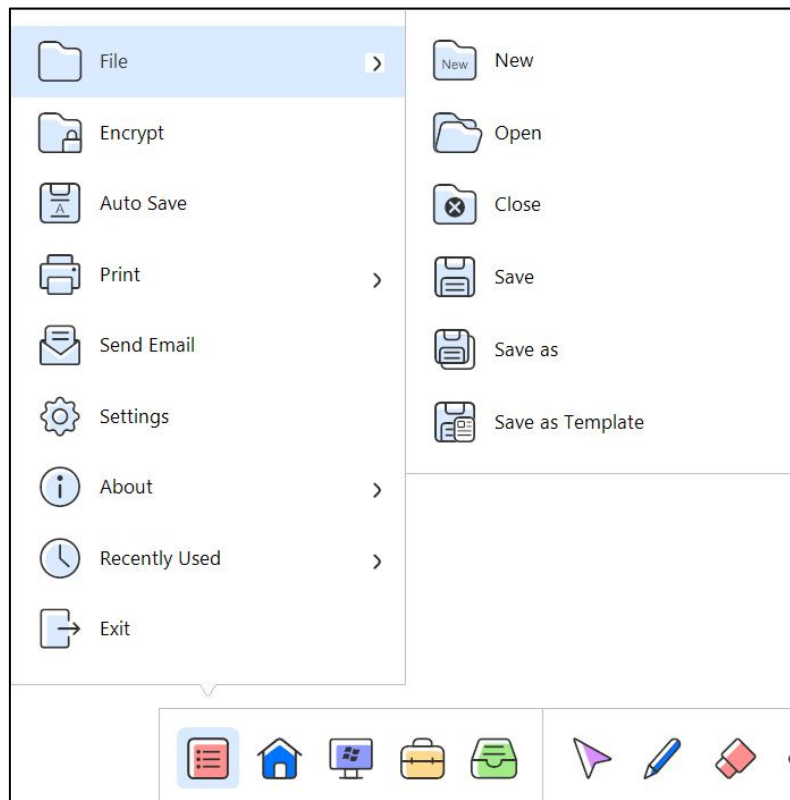 File
Encrypt
A
Auto Save
Print
Send Email
Settings
About
Recently Used
Exit
New
New
Open
Close
Save
Save as
Save as Template